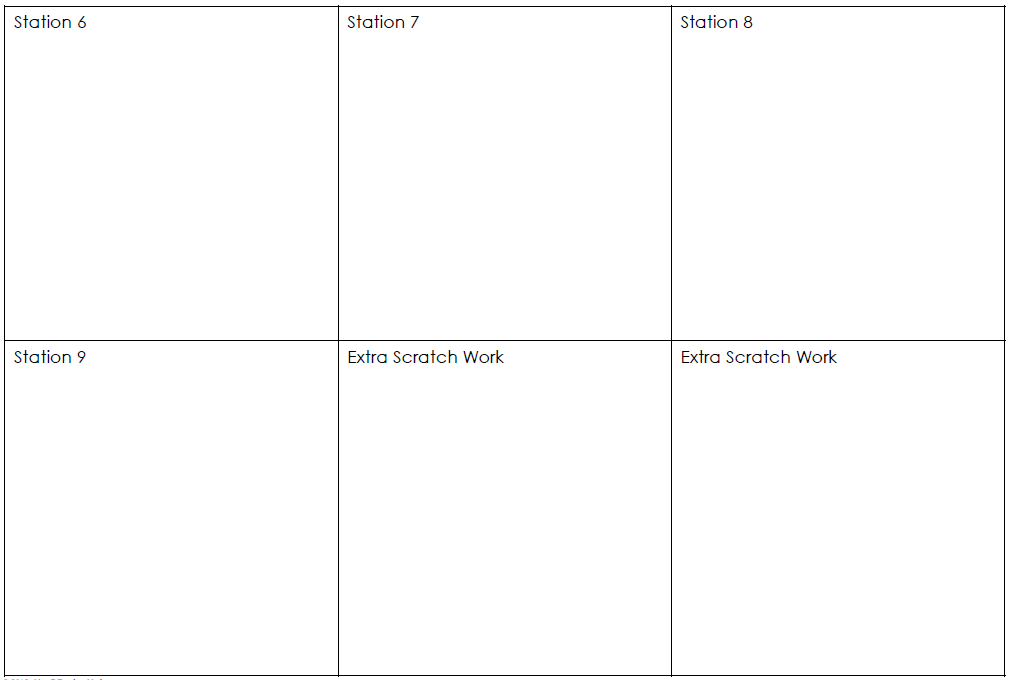 Station 6
Station 7
Station 8
Station 9
Extra Scratch Work
Extra Scratch Work